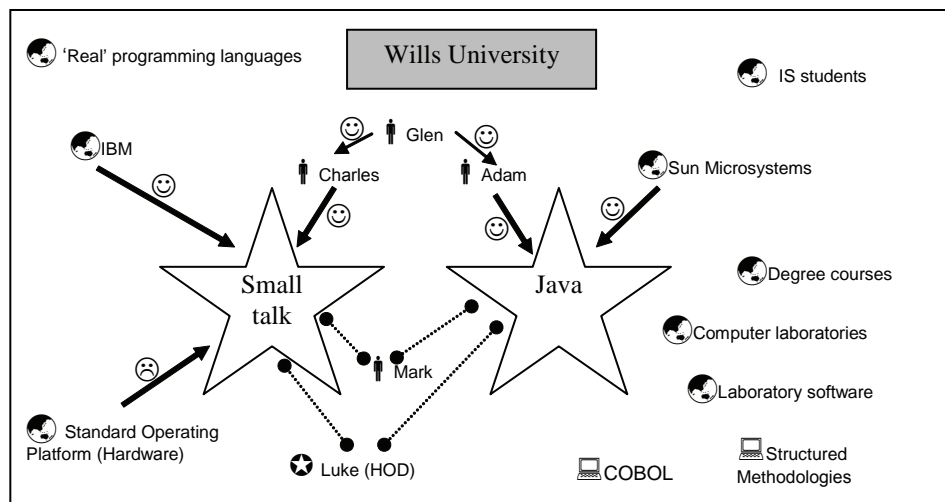 Wills University
‘Real’ programming languages
IS students
Glen
IBM
Charles
Adam
Sun Microsystems
Small
talk
Java
Degree courses
Computer laboratories
Mark
Laboratory software
Standard Operating
Platform (Hardware)
Luke (HOD)
COBOL
Structured
Methodologies